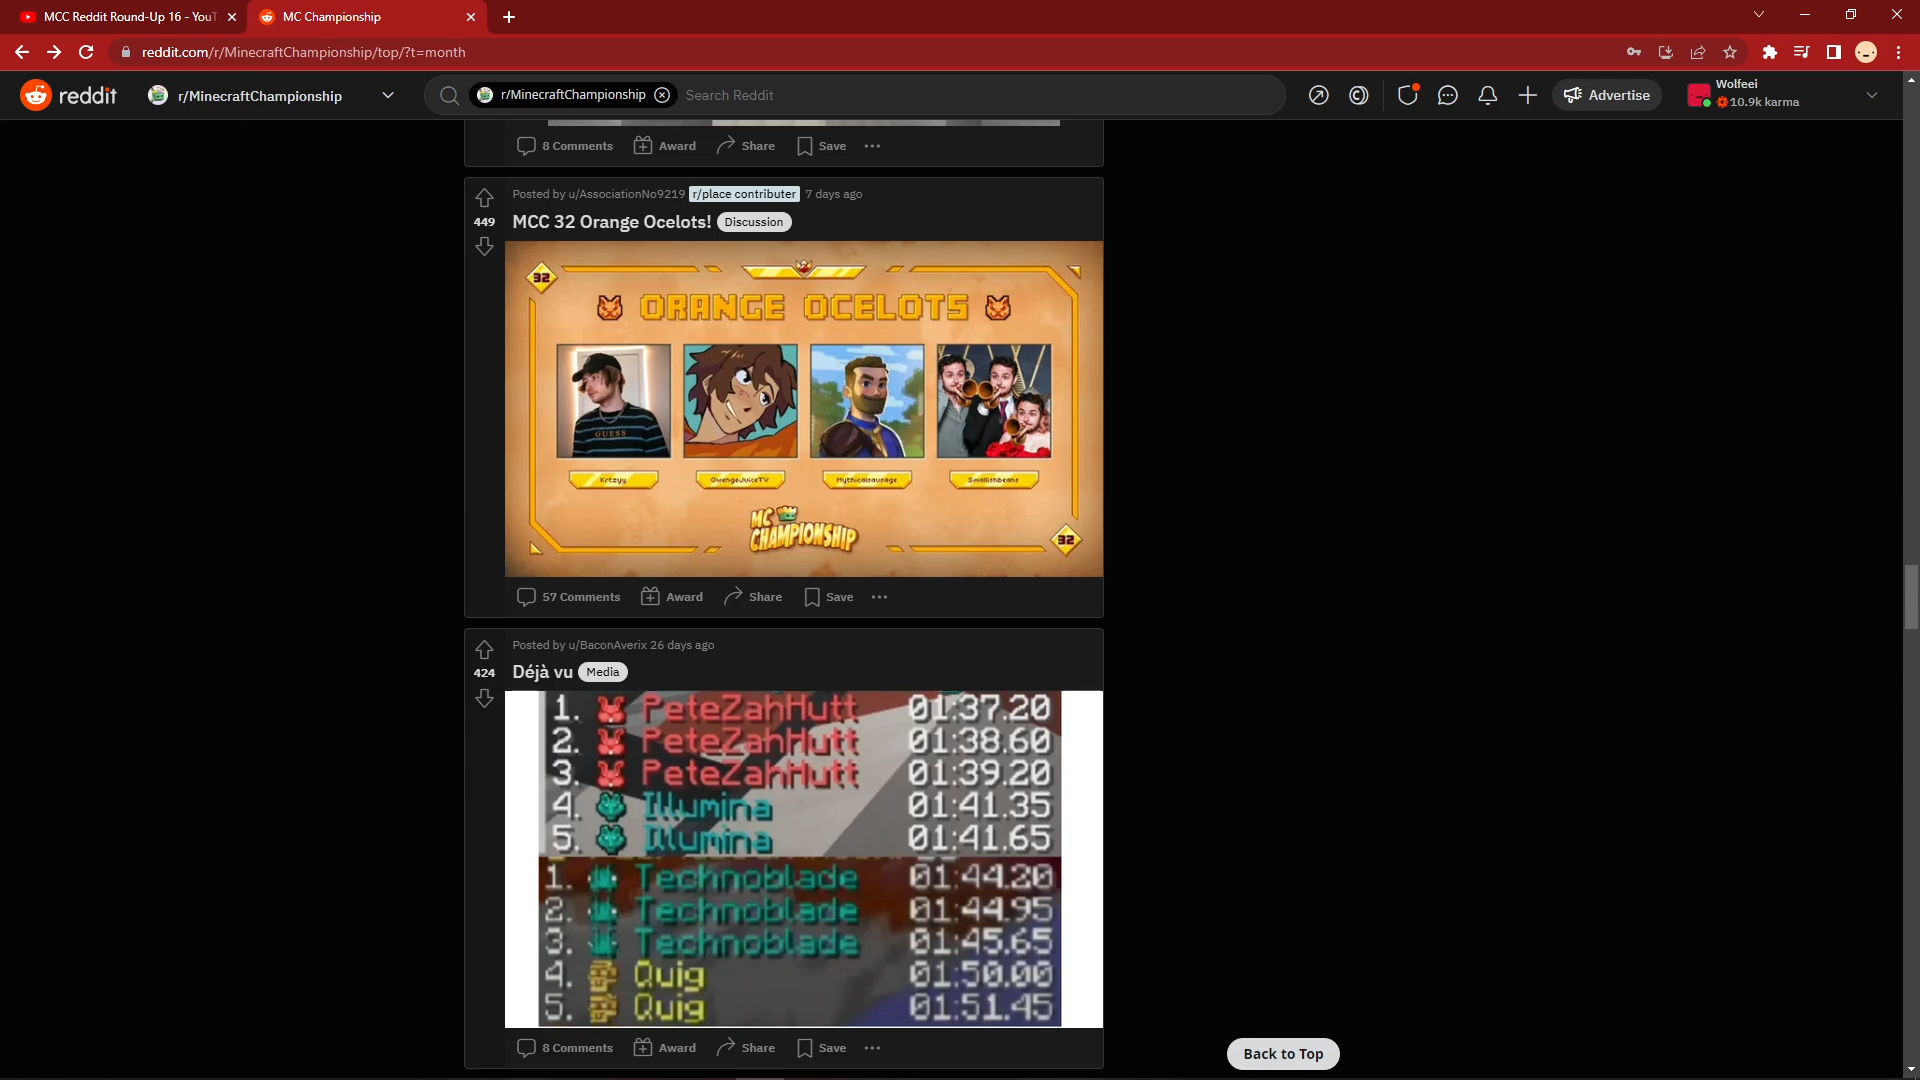 MCC Reddit Round-Up 16 - YouT
MC Championship
reddit.com/r/MinecraftChampionship/top/?t=month
reddit
r/MinecraftChampionship
r/MinecraftChampionship
Search Reddit
Advertise
Wolfeei
10.9k karma
8 Comments
Award
Share
Save
Posted by u/AssociationNo9219 r/place contributer 7 days ago
449
MCC 32 Orange Ocelots! Discussion
32
ORANGE OCELOTS
GUESS
Krtzyy
OwengeJuiceTV
Mythicalsausage
Smallishbeans
MC
CHAMPIONSHIP
32
57 Comments
Award
Share
Save
Posted by u/BaconAverix 26 days ago
424
Déjà vu Media
1. PeteZahHutt 01:37.20
2. PeteZahHutt 01:38.60
3. PeteZahHutt 01:39.20
4. Illumina 01:41.35
5. Illumina 01:41.65
1. Technoblade 01:44.20
2. Technoblade 01:44.95
3. Technoblade 01:45.65
4. Quig 01:50.00
5. Quig 01:51.45
8 Comments
Award
Share
Save
Back to Top